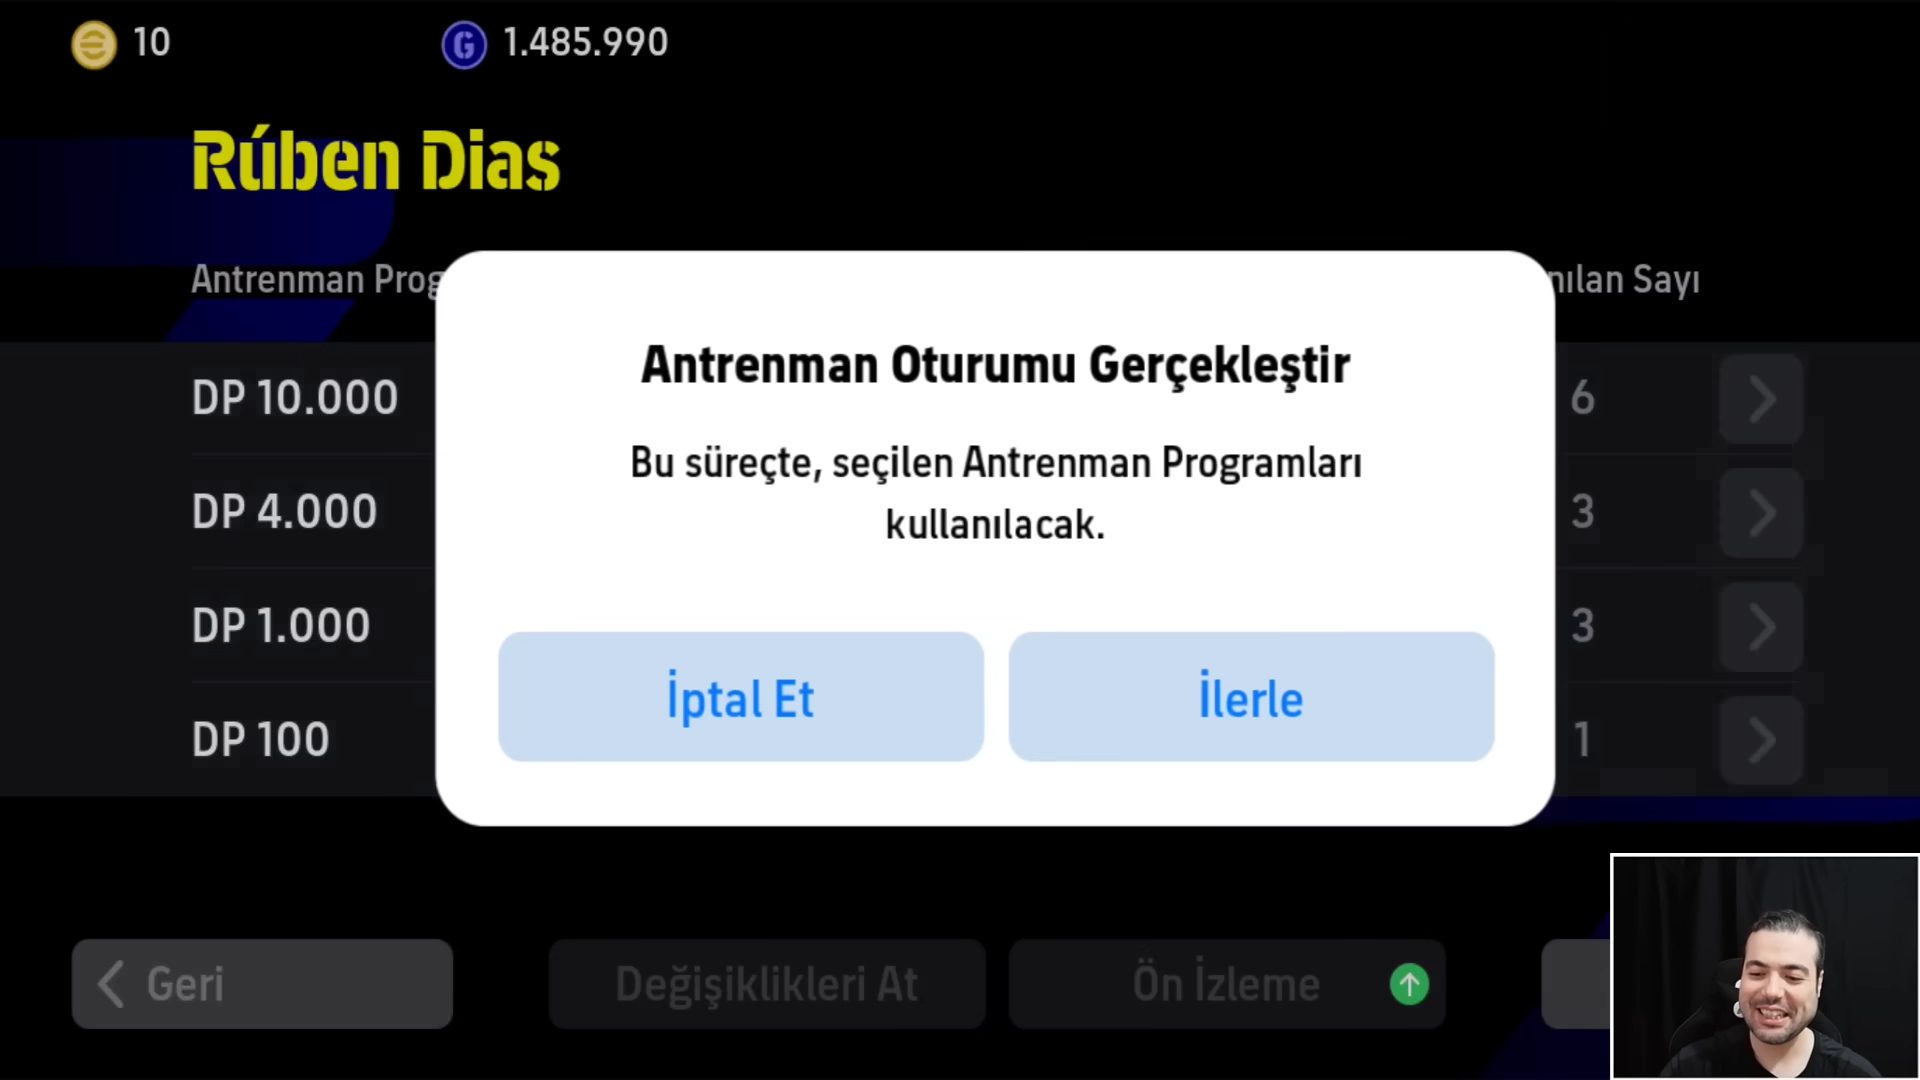 10
1.485.990
Rúben Dias
Antrenman
Sayı
DP 10.000
6
DP 4.000
3
DP 1.000
3
DP 100
1
Antrenman Oturumu Gerçekleştir
Bu süreçte, seçilen Antrenman Programları
kullanılacak.
İptal Et
İlerle
Geri
Değişiklikleri At
Ön İzleme